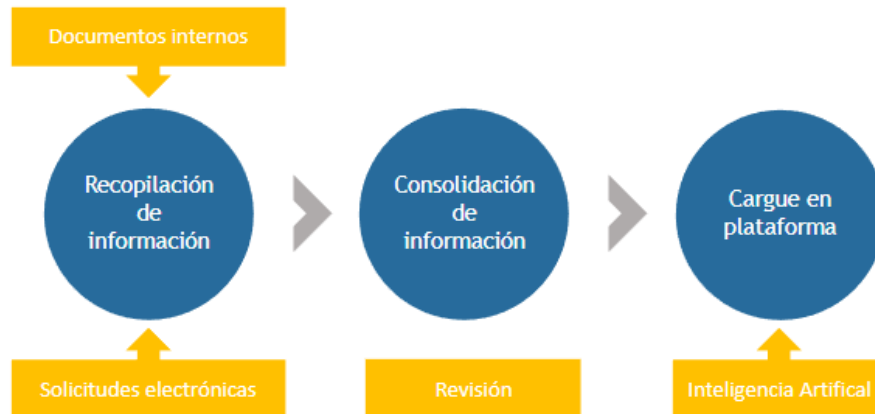 Documentos internos
Recopilación
de
información
Consolidación
de
información
Cargue en
plataforma
Solicitudes electrónicas
Revisión
Inteligencia Artifical